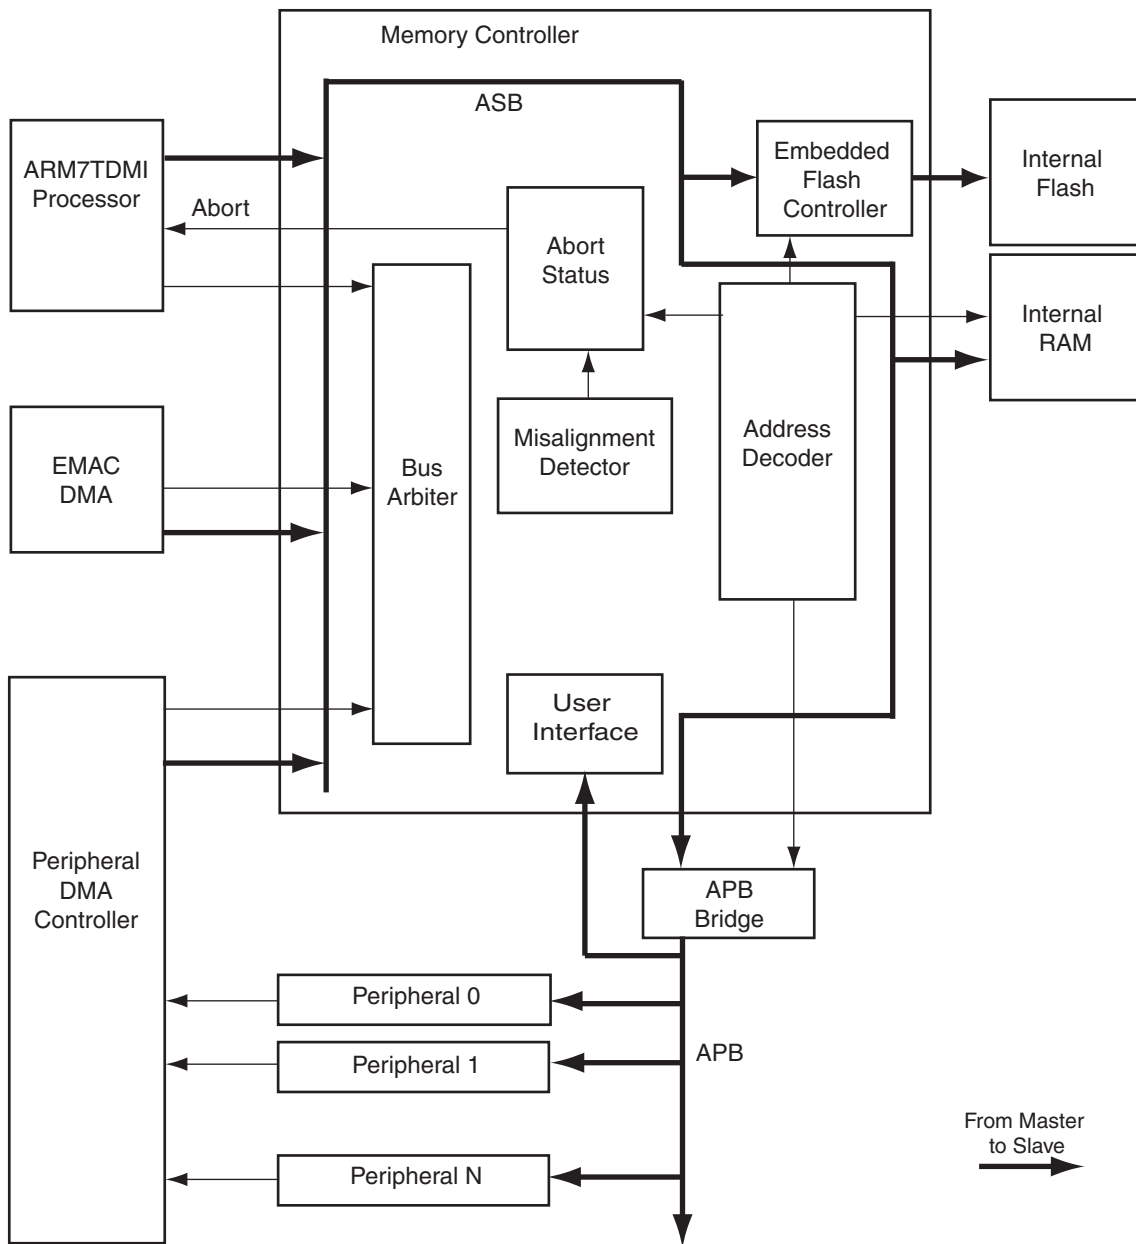 Memory Controller
ASB
ARM7TDMI
Processor
Abort
Abort
Status
Embedded
Flash
Controller
Internal
Flash
Internal
RAM
EMAC
DMA
Bus
Arbiter
Misalignment
Detector
Address
Decoder
User
Interface
Peripheral
DMA
Controller
APB
Bridge
Peripheral 0
Peripheral 1
APB
Peripheral N
From Master
to Slave